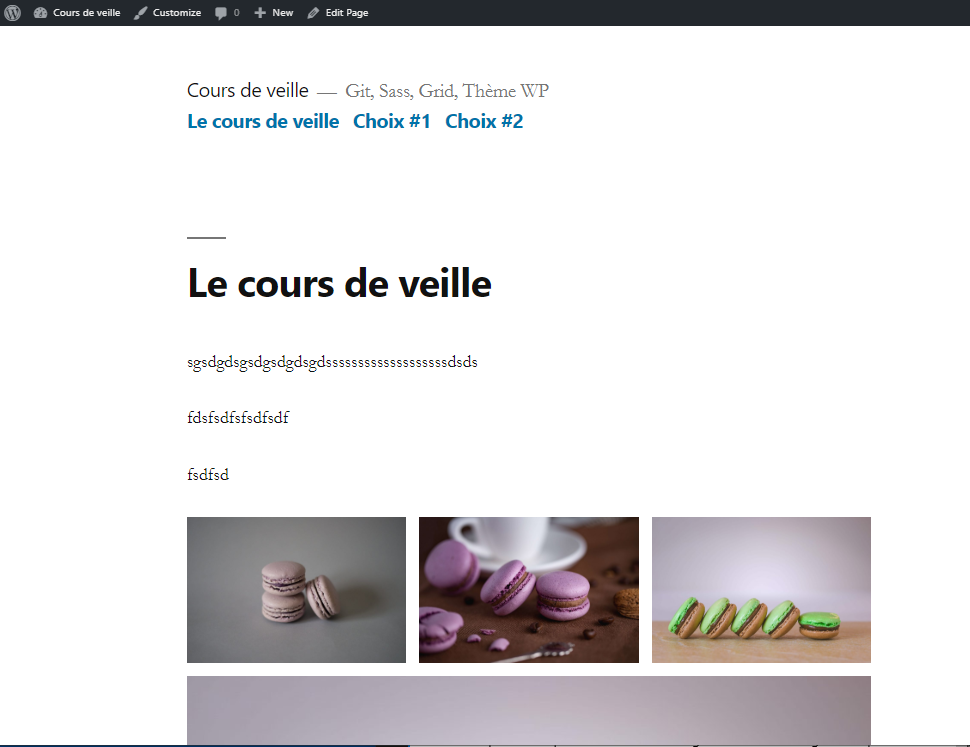 Cours de veille Customize 0 New Edit Page
Cours de veille — Git, Sass, Grid, Thème WP
Le cours de veille Choix #1 Choix #2
Le cours de veille
sgsdgdsgsdgsdgdsgdsssssssssssssssssssdsds
fdsfsdfsfsdfsdf
fsdfsd